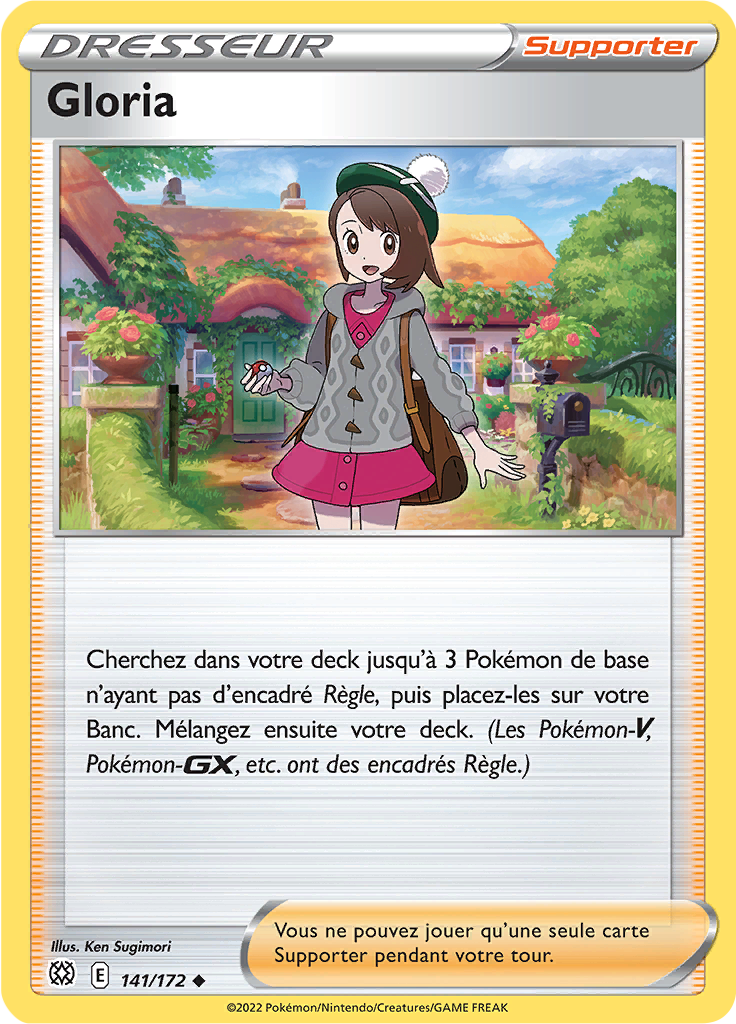 DRESSEUR Supporter
Gloria
Cherchez dans votre deck jusqu'à 3 Pokémon de base
n'ayant pas d'encadré Règle, puis placez-les sur votre
Banc. Mélangez ensuite votre deck. (Les Pokémon-V,
Pokémon-GX, etc. ont des encadrés Règle.)
Vous ne pouvez jouer qu'une seule carte
Supporter pendant votre tour.
Illus. Ken Sugimori
E 141/172 ◆
©2022 Pokémon/Nintendo/Creatures/GAME FREAK